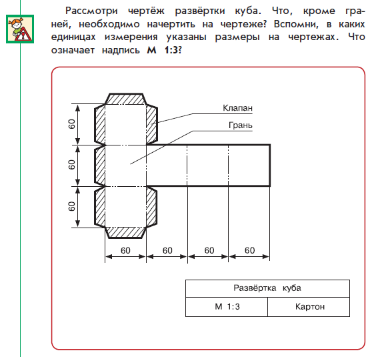 Рассмотри чертёж развёртки куба. Что, кроме гра-
ней, необходимо начертить на чертеже? Вспомни, в каких
единицах измерения указаны размеры на чертежах. Что
означает надпись М 1:3?
Клапан
Грань
60
60
60
60
60
60
60
Развёртка куба
М 1:3
Картон